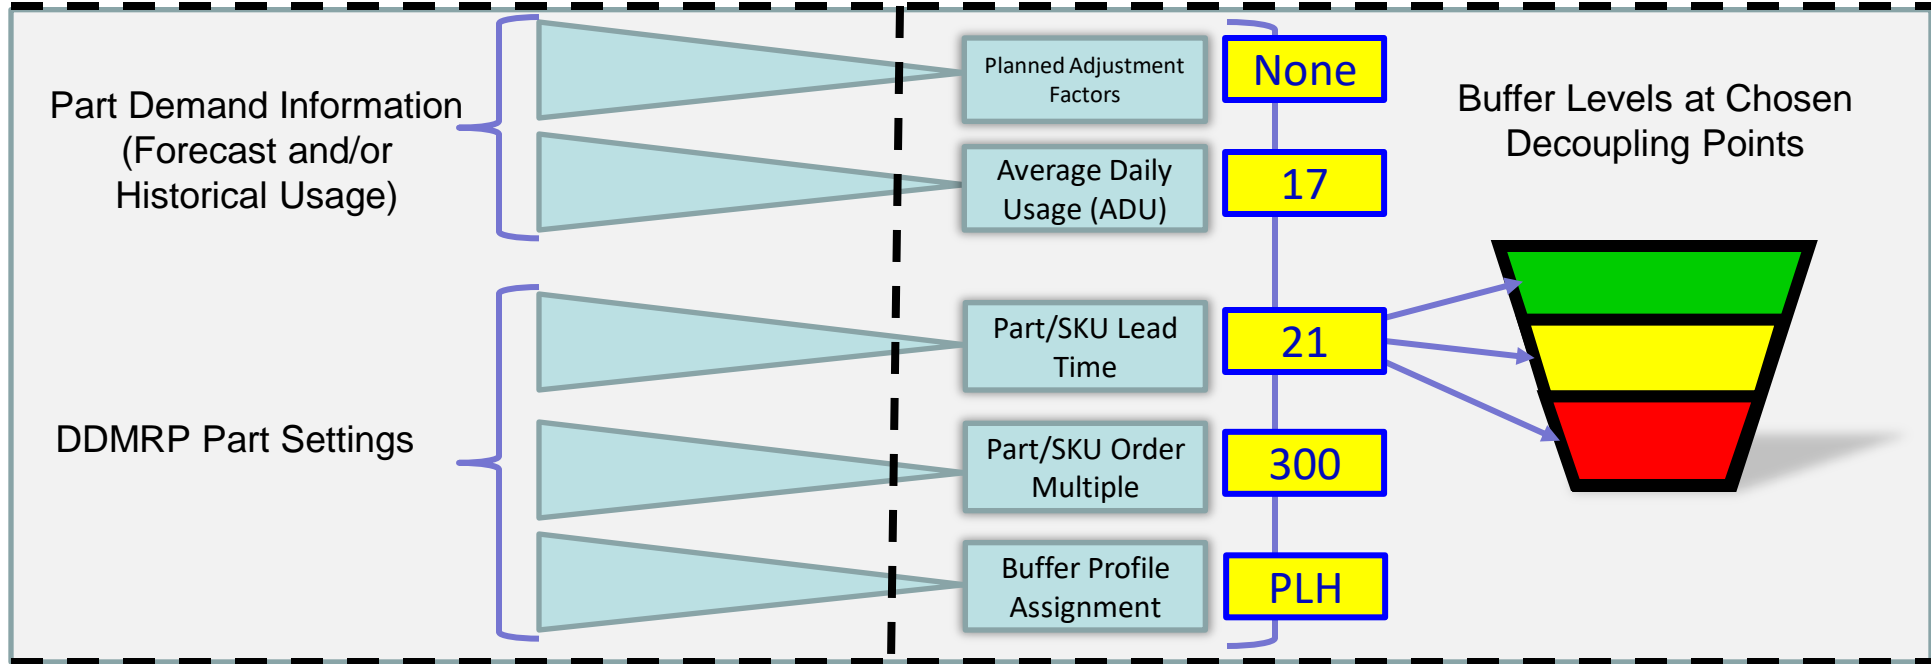 Part Demand Information
(Forecast and/or
Historical Usage)
Planned Adjustment
Factors
None
Average Daily
Usage (ADU)
17
DDMRP Part Settings
Part/SKU Lead
Time
21
Part/SKU Order
Multiple
300
Buffer Profile
Assignment
PLH
Buffer Levels at Chosen
Decoupling Points